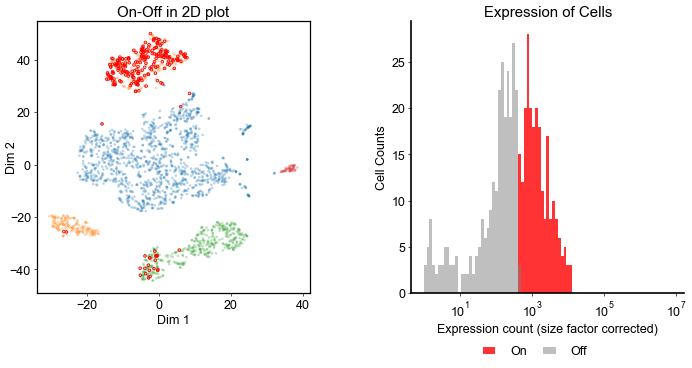 On-Off in 2D plot
Dim 2
40
20
0
−20
−40
−20
0
20
40
Dim 1
Expression of Cells
Cell Counts
25
20
15
10
5
0
10^1
10^3
10^5
10^7
Expression count (size factor corrected)
On
Off